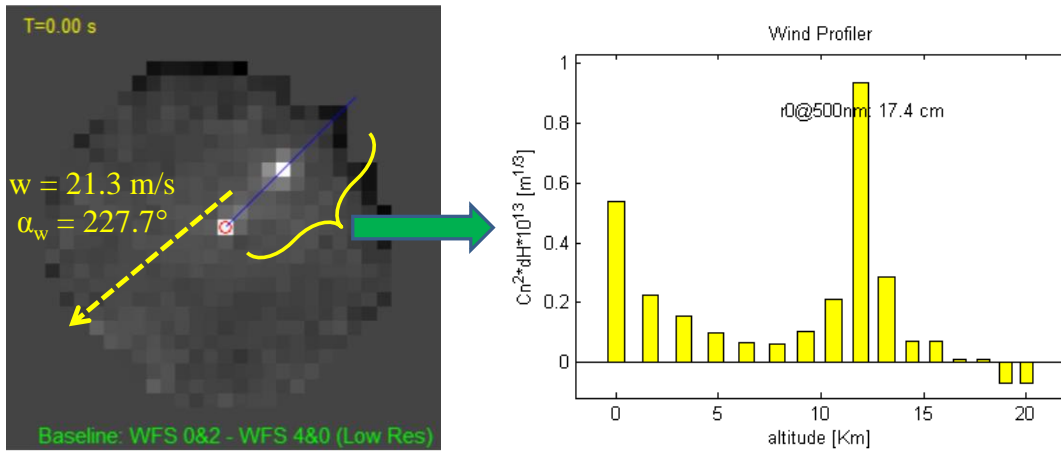 T=0.00 s
w = 21.3 m/s
αw = 227.7°
Baseline: WFS 0&2 - WFS 4&0 (Low Res)
Wind Profiler
r0@500nm: 17.4 cm
Cn²*dH*10¹³ [m^1/3]
1
0.8
0.6
0.4
0.2
0
0 5 10 15 20
altitude [Km]